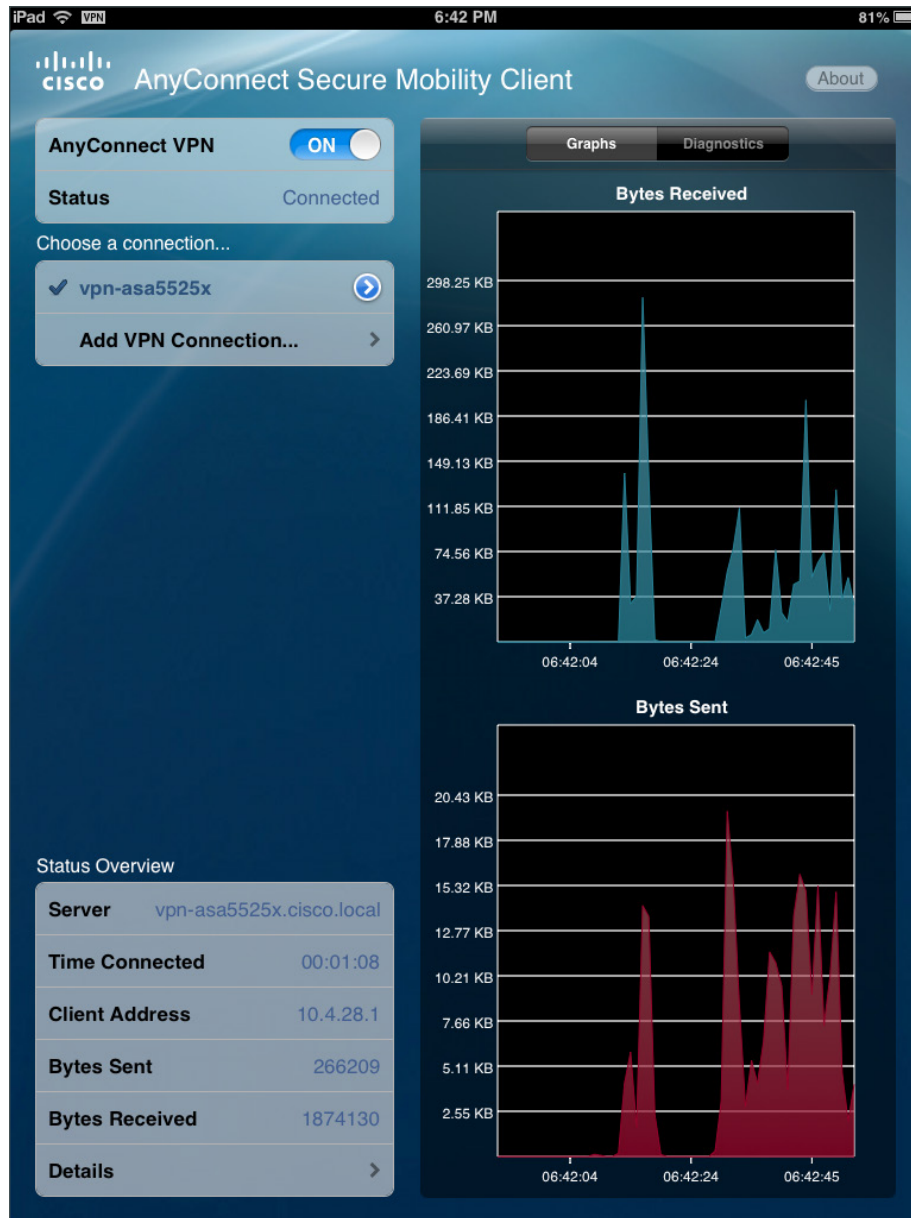 iPad VPN 6:42 PM 81%
CISCO AnyConnect Secure Mobility Client About
AnyConnect VPN ON
Status Connected
Choose a connection...
vpn-asa5525x
Add VPN Connection...
Status Overview
Server vpn-asa5525x.cisco.local
Time Connected 00:01:08
Client Address 10.4.28.1
Bytes Sent 266209
Bytes Received 1874130
Details
Graphs Diagnostics
Bytes Received
298.25 KB
260.97 KB
223.69 KB
186.41 KB
149.13 KB
111.85 KB
74.56 KB
37.28 KB
06:42:04 06:42:24 06:42:45
Bytes Sent
20.43 KB
17.88 KB
15.32 KB
12.77 KB
10.21 KB
7.66 KB
5.11 KB
2.55 KB
06:42:04 06:42:24 06:42:45